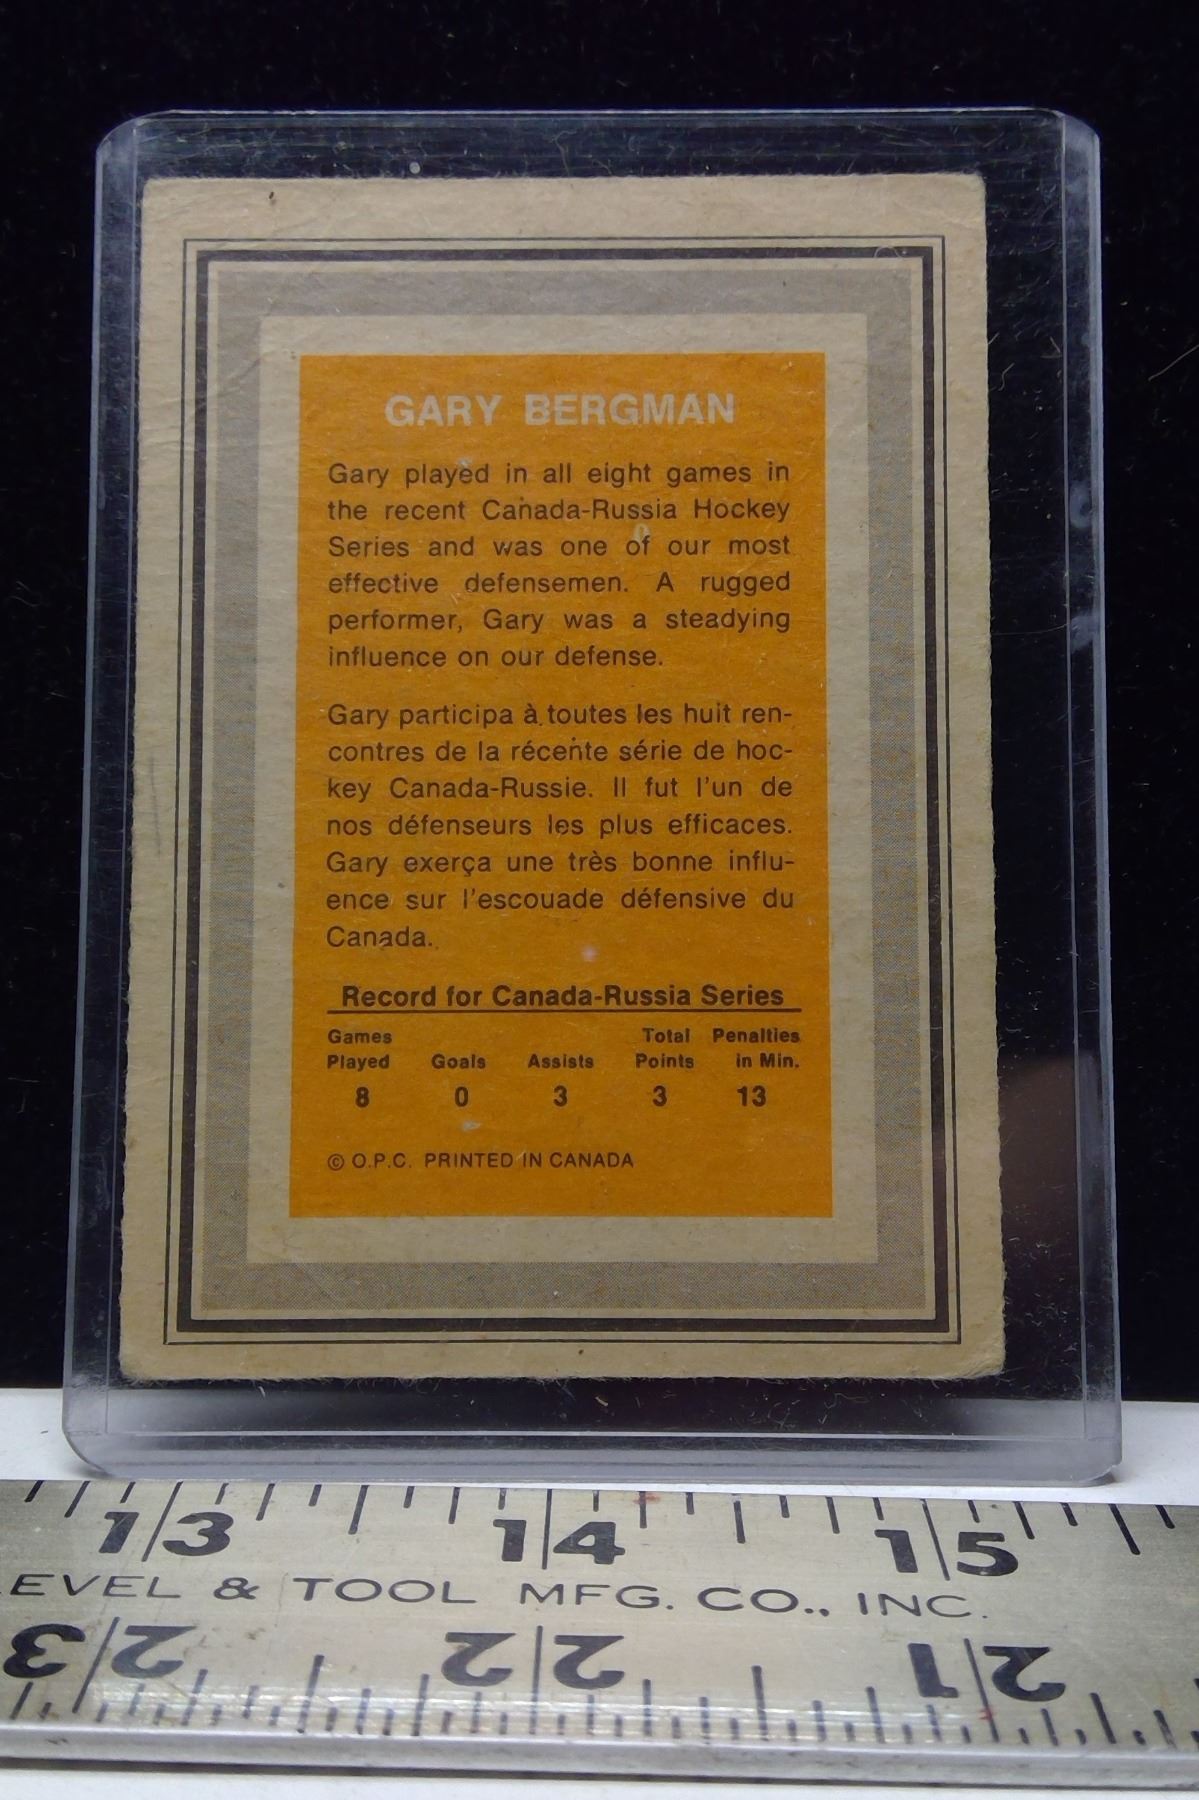 GARY BERGMAN
Gary played in all eight games in
the recent Canada-Russia Hockey
Series and was one of our most
effective defensemen. A rugged
performer, Gary was a steadying
influence on our defense.
Gary participa à toutes les huit ren-
contres de la récente série de hoc-
key Canada-Russie. Il fut l'un de
nos défenseurs les plus efficaces.
Gary exerça une très bonne influ-
ence sur l'escouade défensive du
Canada.
Record for Canada-Russia Series
Games Total Penalties
Played Goals Assists Points in Min.
8 0 3 3 13
© O.P.C. PRINTED IN CANADA
13 14 15
EVEL & TOOL MFG. CO., INC.
23 22 21